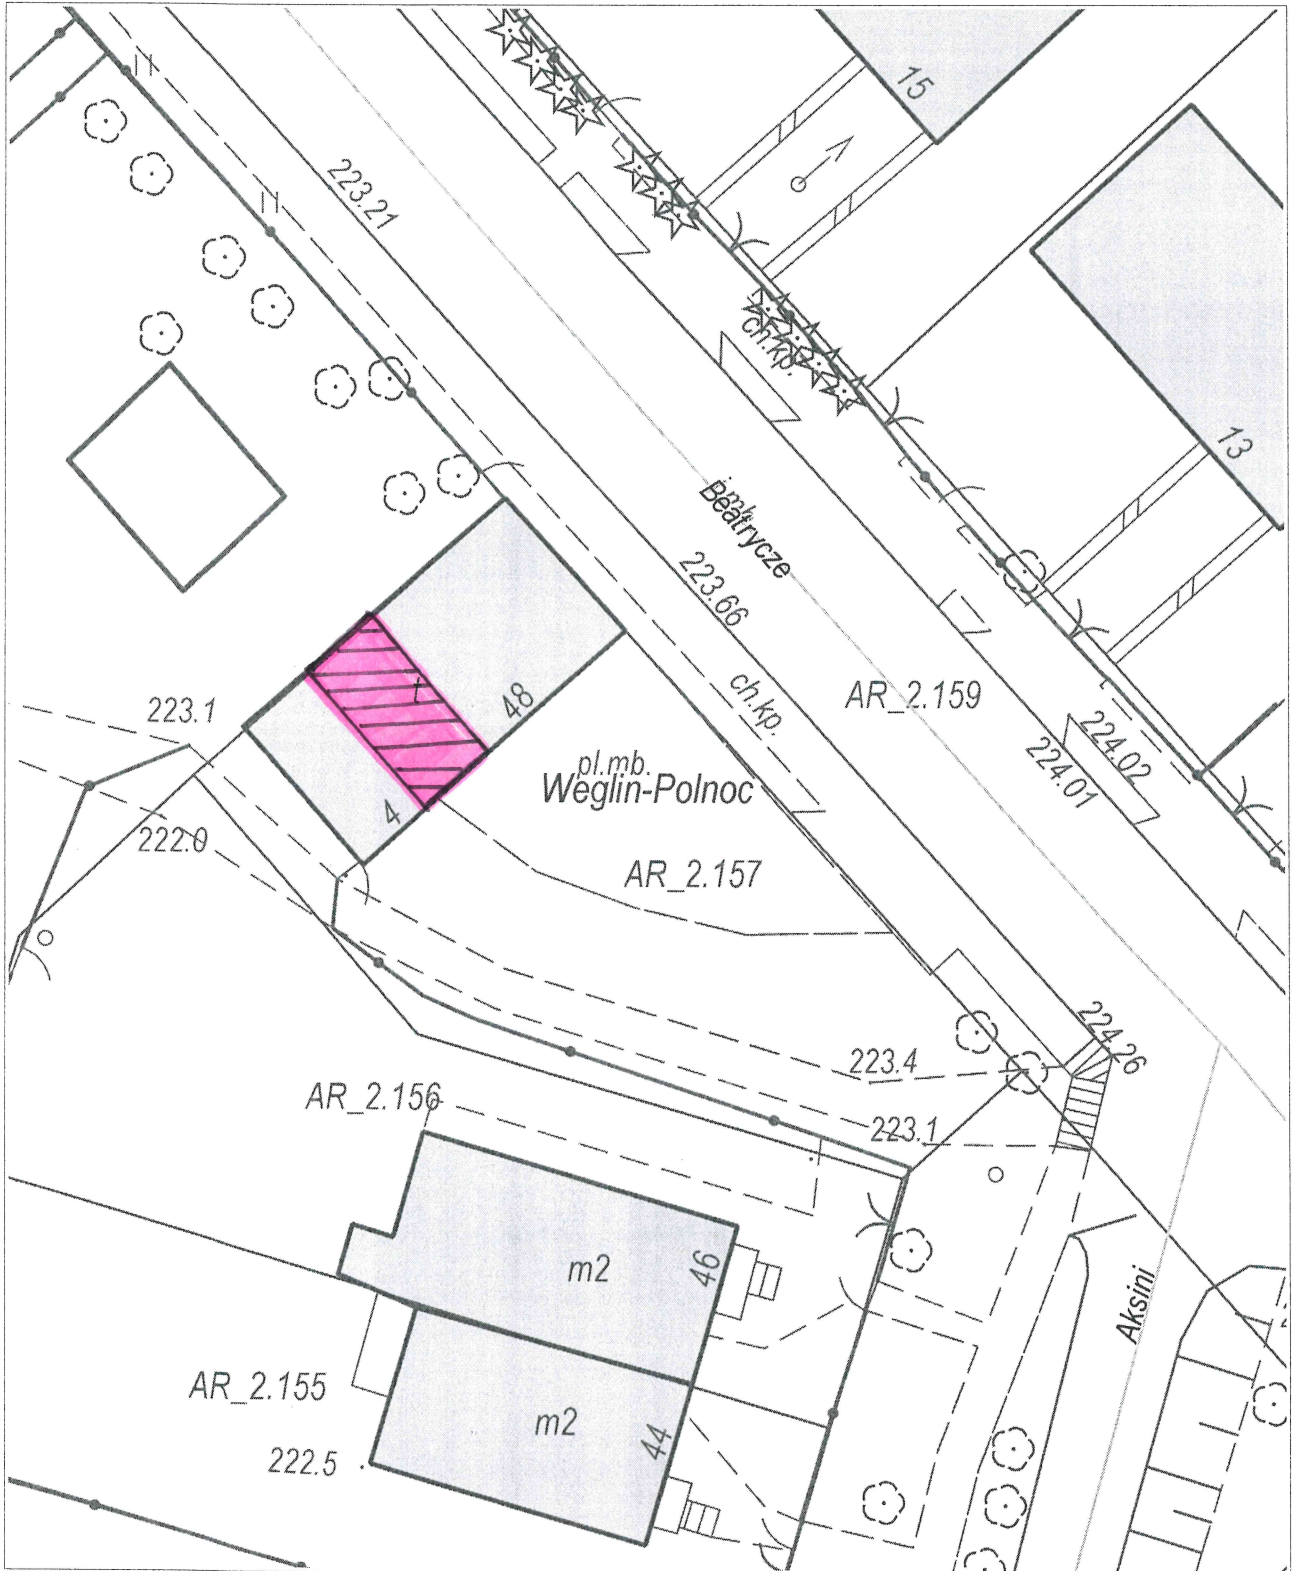 15
223.21
ch.kp.
13
Beatrycze
223.66
AR_2.159
ch.kp.
t
48
223.1
224.02
224.01
pl.mb.
Weglin-Polnoc
4
222.0
AR_2.157
224.26
223.4
AR_2.156
223.1
m2
46
Aksini
AR_2.155
m2
44
222.5